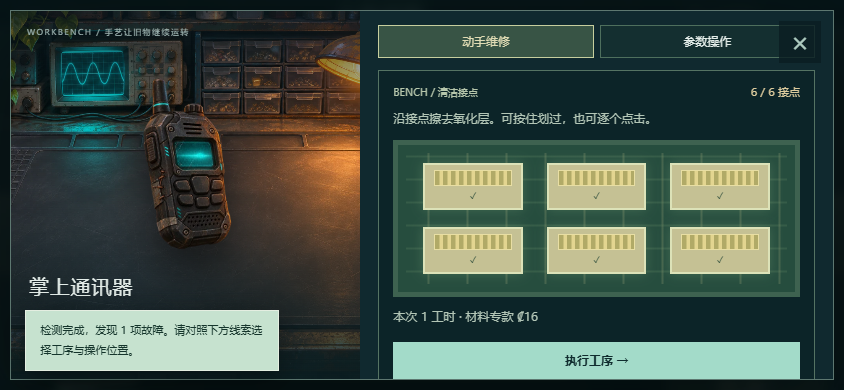 WORKBENCH / 手艺让旧物继续运转
掌上通讯器
检测完成，发现 1 项故障。请对照下方线索选
择工序与操作位置。
动手维修
参数操作
×
BENCH / 清洁接点
6 / 6 接点
沿接点擦去氧化层。可按住划过，也可逐个点击。
✓ ✓ ✓
✓ ✓ ✓
本次 1 工时 · 材料专款 ₡16
执行工序 →